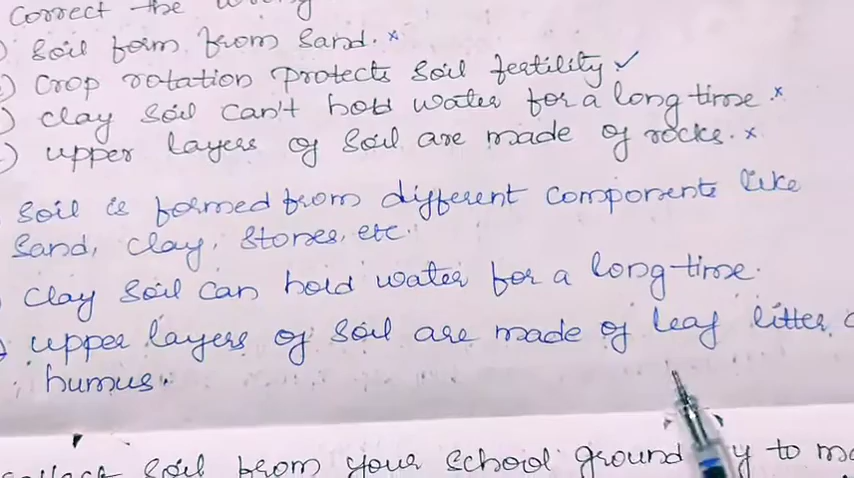 Correct the wrong
Soil form from Sand. ×
Crop rotation protects Soil fertility ✓
Clay Soil can't hold water for a long time ×
upper layers of Soil are made of rocks. ×
Soil is formed from different components like
Sand, clay, Stones, etc.
Clay Soil can hold water for a long-time.
upper layers of Soil are made of leaf litter
humus.
Soil from your school ground to